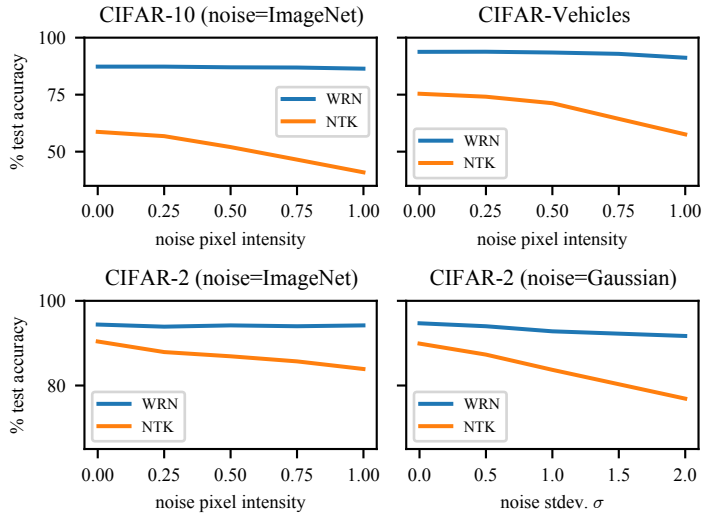 CIFAR-10 (noise=ImageNet)
CIFAR-Vehicles
% test accuracy
100
75
50
WRN
NTK
WRN
NTK
0.00 0.25 0.50 0.75 1.00
0.00 0.25 0.50 0.75 1.00
noise pixel intensity
noise pixel intensity
CIFAR-2 (noise=ImageNet)
CIFAR-2 (noise=Gaussian)
% test accuracy
100
80
WRN
NTK
WRN
NTK
0.00 0.25 0.50 0.75 1.00
0.0 0.5 1.0 1.5 2.0
noise pixel intensity
noise stdev. σ